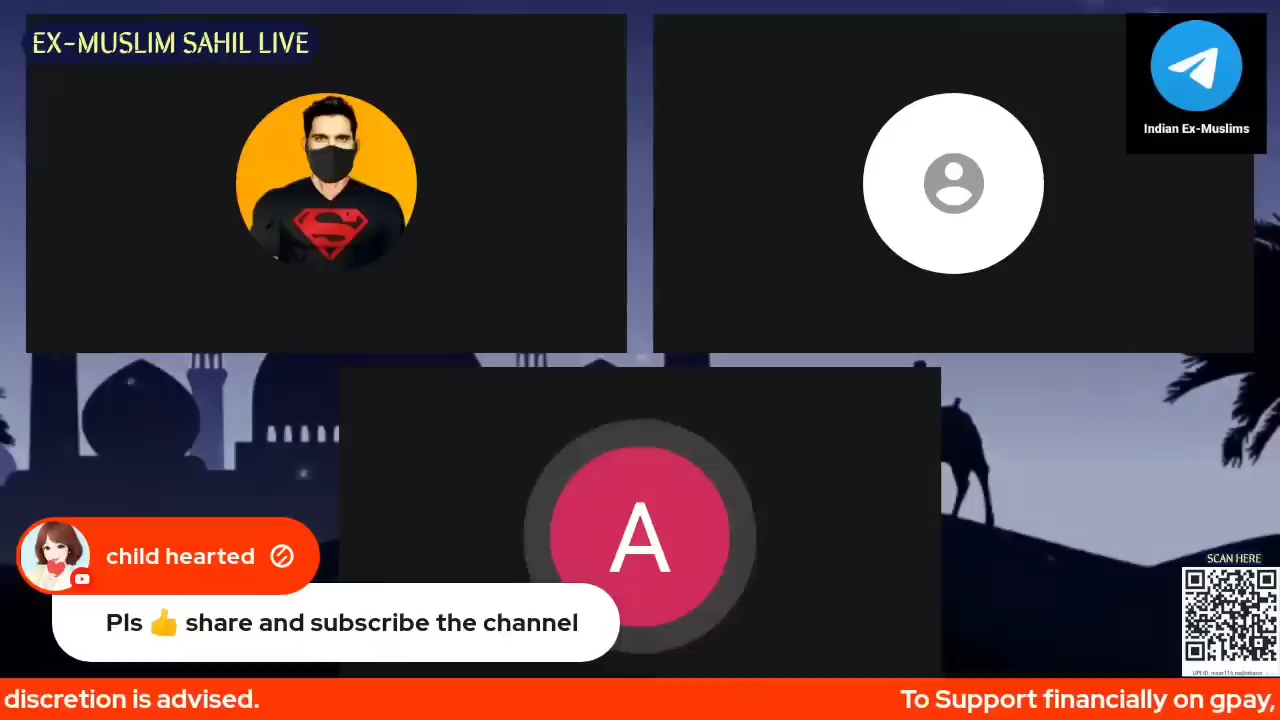 EX-MUSLIM SAHIL LIVE
Indian Ex-Muslims
A
child hearted
Pls 👍 share and subscribe the channel
SCAN HERE
discretion is advised.
To Support financially on gpay,